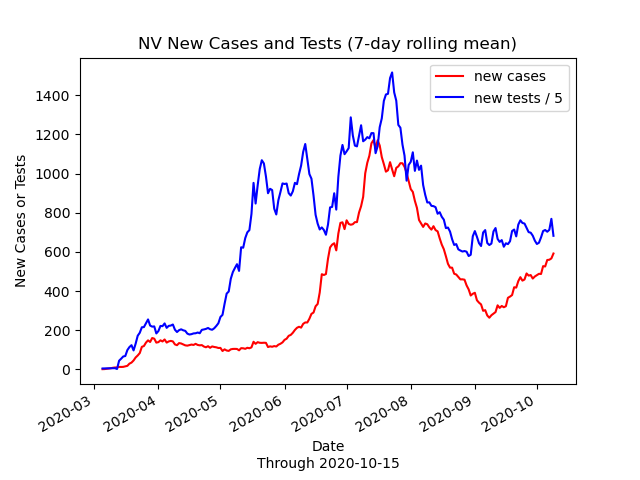 NV New Cases and Tests (7-day rolling mean)
new cases
new tests / 5
New Cases or Tests
1400
1200
1000
800
600
400
200
0
2020-03
2020-04
2020-05
2020-06
2020-07
2020-08
2020-09
2020-10
Date
Through 2020-10-15